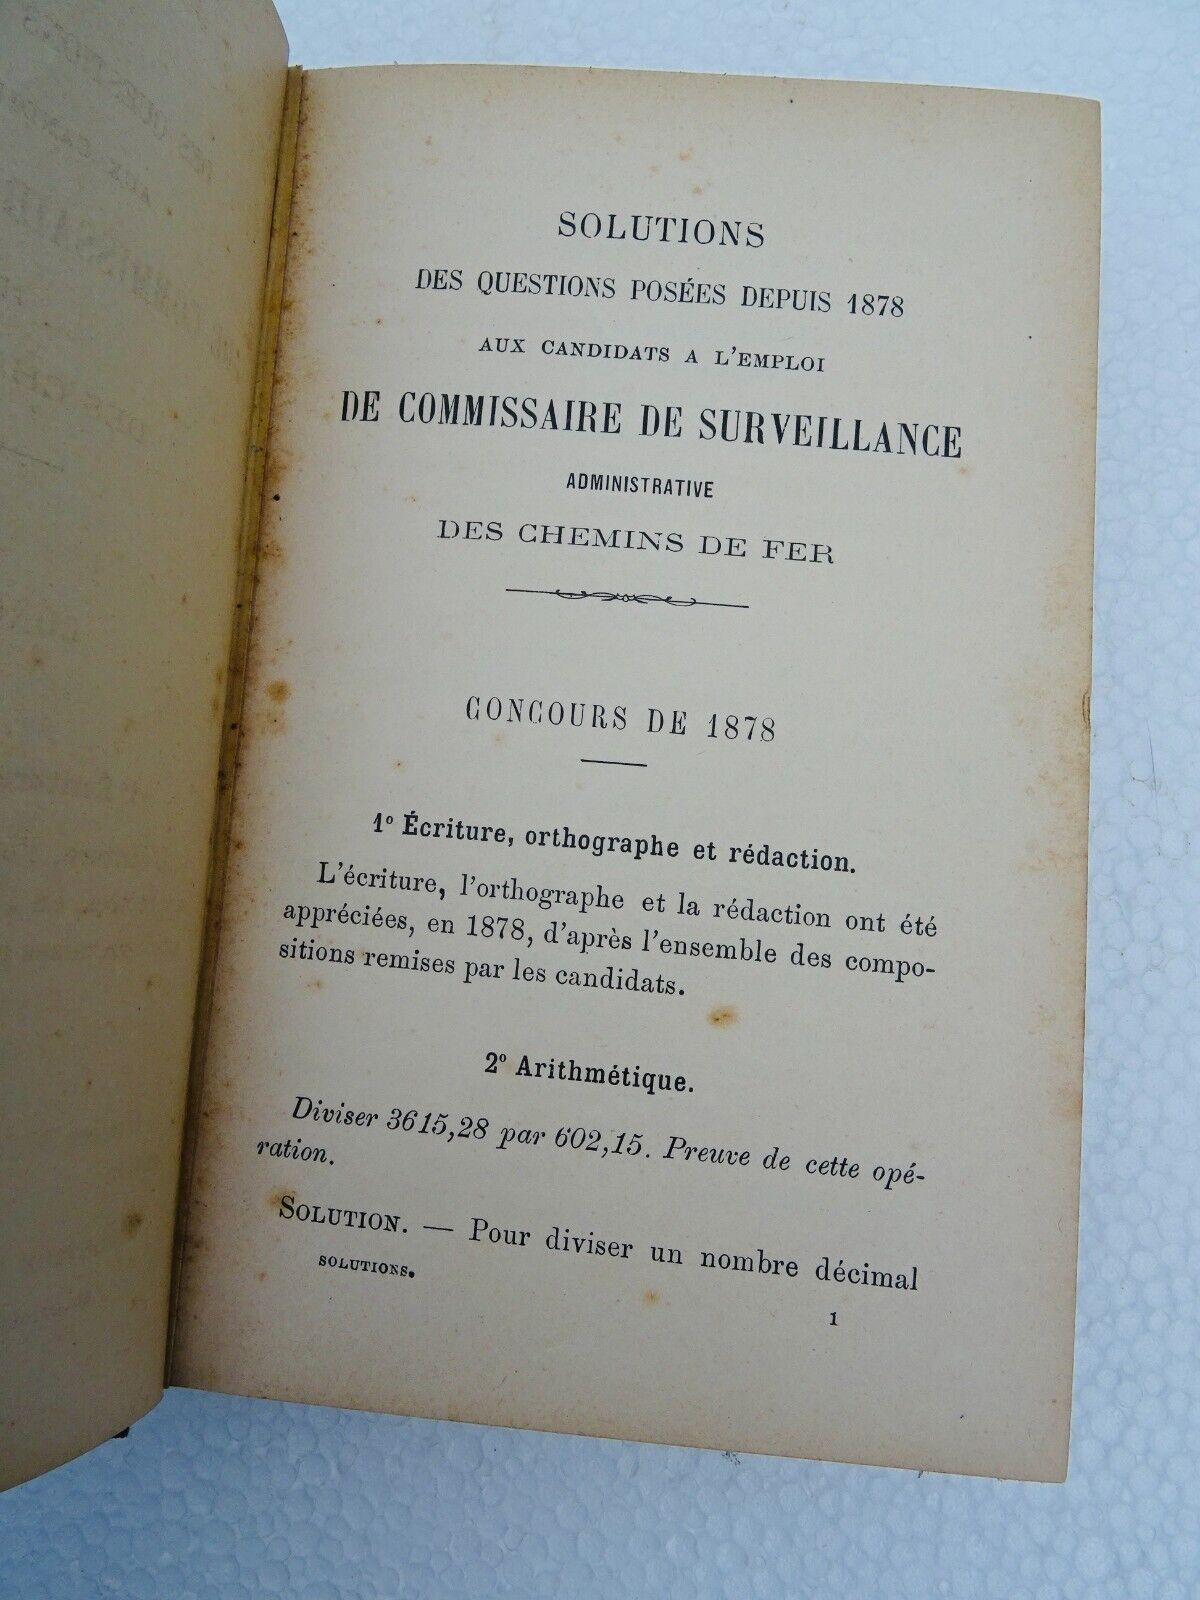 SOLUTIONS
DES QUESTIONS POSÉES DEPUIS 1878
AUX CANDIDATS A L'EMPLOI
DE COMMISSAIRE DE SURVEILLANCE
ADMINISTRATIVE
DES CHEMINS DE FER
CONCOURS DE 1878
1º Écriture, orthographe et rédaction.
L'écriture, l'orthographe et la rédaction ont été
appréciées, en 1878, d'après l'ensemble des compo-
sitions remises par les candidats.
2º Arithmétique.
Diviser 3615,28 par 602,15. Preuve de cette opé-
ration.
SOLUTION. — Pour diviser un nombre décimal
SOLUTIONS.
1